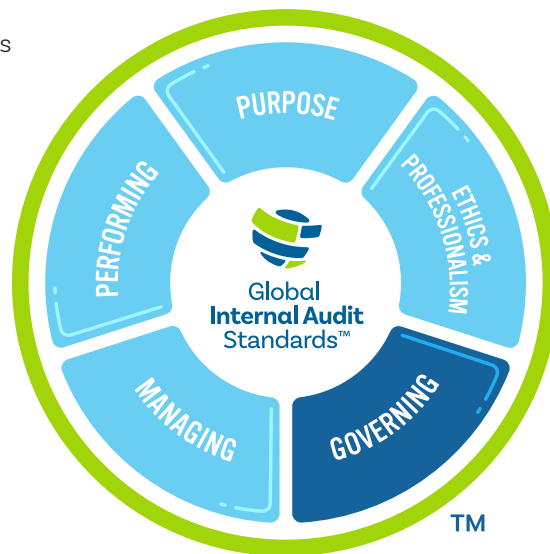 s
PURPOSE
ETHICS &
PROFESSIONALISM
GOVERNING
MANAGING
PERFORMING
Global
Internal Audit
Standards™
TM